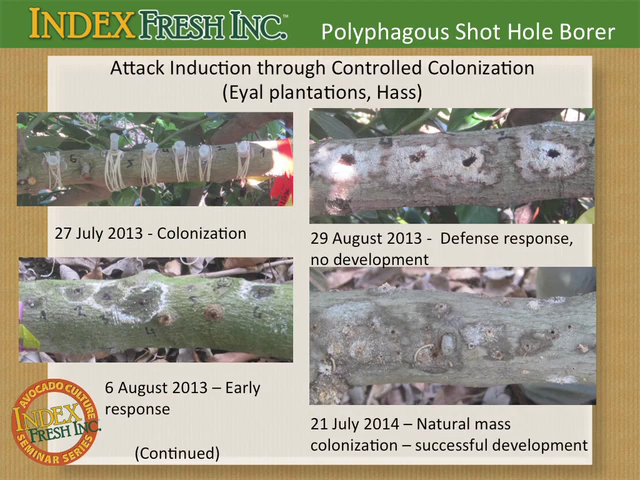 INDEX FRESH INC.™
Polyphagous Shot Hole Borer
Attack Induction through Controlled Colonization
(Eyal plantations, Hass)
27 July 2013 - Colonization
29 August 2013 - Defense response,
no development
6 August 2013 – Early
response
(Continued)
21 July 2014 – Natural mass
colonization – successful development
AVOCADO CULTURE
INDEX
FRESH INC.
SEMINAR SERIES